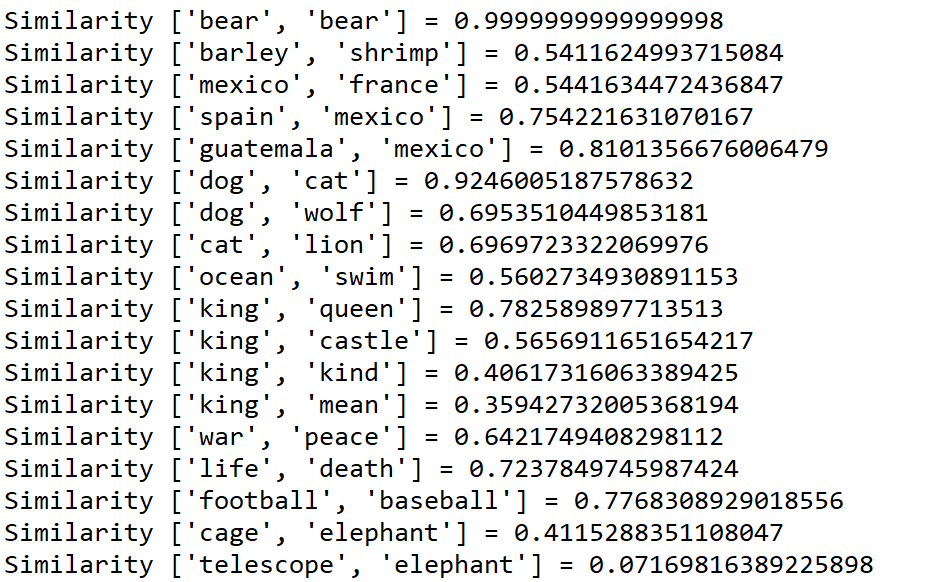 Similarity ['bear', 'bear'] = 0.9999999999999998
Similarity ['barley', 'shrimp'] = 0.5411624993715084
Similarity ['mexico', 'france'] = 0.5441634472436847
Similarity ['spain', 'mexico'] = 0.754221631070167
Similarity ['guatemala', 'mexico'] = 0.8101356676006479
Similarity ['dog', 'cat'] = 0.9246005187578632
Similarity ['dog', 'wolf'] = 0.6953510449853181
Similarity ['cat', 'lion'] = 0.6969723322069976
Similarity ['ocean', 'swim'] = 0.5602734930891153
Similarity ['king', 'queen'] = 0.782589897713513
Similarity ['king', 'castle'] = 0.5656911651654217
Similarity ['king', 'kind'] = 0.40617316063389425
Similarity ['king', 'mean'] = 0.35942732005368194
Similarity ['war', 'peace'] = 0.6421749408298112
Similarity ['life', 'death'] = 0.7237849745987424
Similarity ['football', 'baseball'] = 0.7768308929018556
Similarity ['cage', 'elephant'] = 0.4115288351108047
Similarity ['telescope', 'elephant'] = 0.07169816389225898